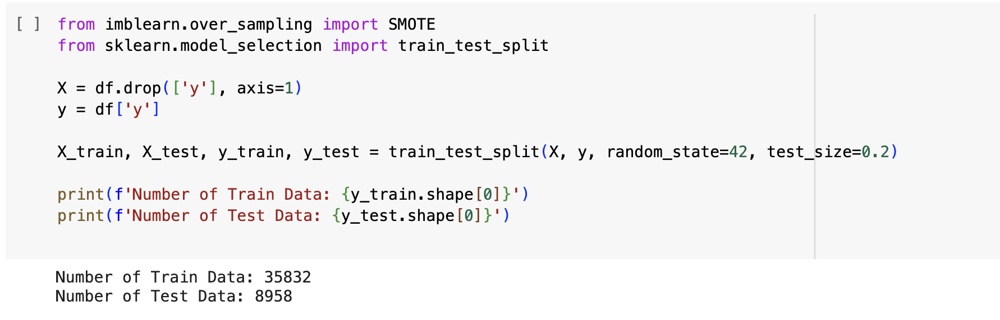 [ ] from imblearn.over_sampling import SMOTE
from sklearn.model_selection import train_test_split
X = df.drop(['y'], axis=1)
y = df['y']
X_train, X_test, y_train, y_test = train_test_split(X, y, random_state=42, test_size=0.2)
print(f'Number of Train Data: {y_train.shape[0]}')
print(f'Number of Test Data: {y_test.shape[0]}')
Number of Train Data: 35832
Number of Test Data: 8958